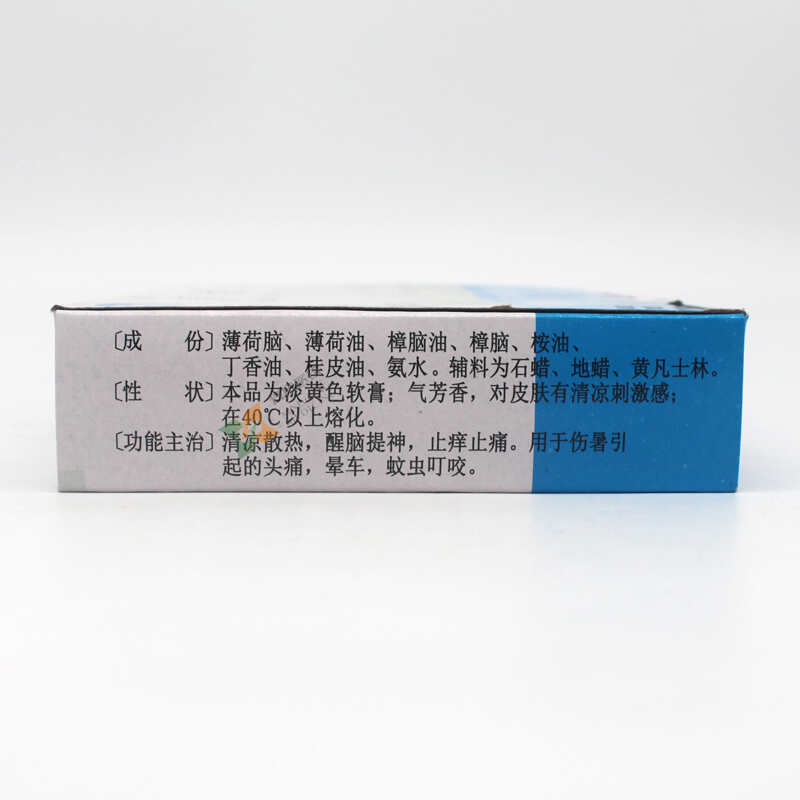 〔成 份〕薄荷脑、薄荷油、樟脑油、樟脑、桉油、
丁香油、桂皮油、氨水。辅料为石蜡、地蜡、黄凡士林。
〔性 状〕本品为淡黄色软膏；气芳香，对皮肤有清凉刺激感；
在40℃以上熔化。
〔功能主治〕清凉散热，醒脑提神，止痒止痛。用于伤暑引
起的头痛，晕车，蚊虫叮咬。